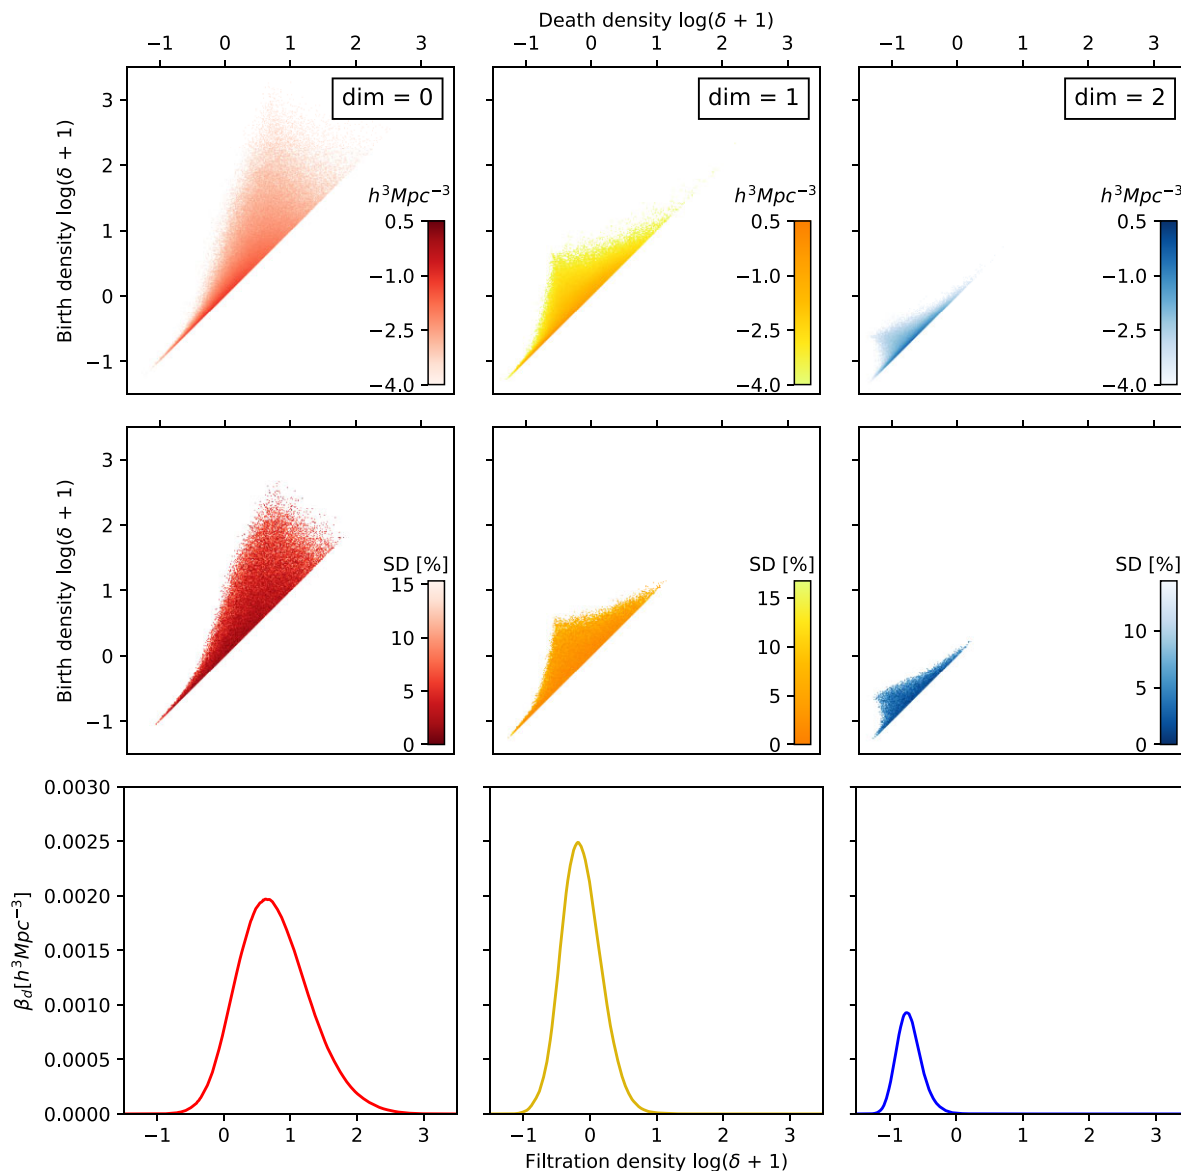 Death density log(δ + 1)
−1 0 1 2 3 −1 0 1 2 3 −1 0 1 2 3
Birth density log(δ + 1)
3
2
1
0
−1
dim = 0
h³Mpc⁻³
0.5
−1.0
−2.5
−4.0
dim = 1
h³Mpc⁻³
0.5
−1.0
−2.5
−4.0
dim = 2
h³Mpc⁻³
0.5
−1.0
−2.5
−4.0
Birth density log(δ + 1)
3
2
1
0
−1
SD [%]
15
10
5
0
SD [%]
15
10
5
0
SD [%]
10
5
0
β_d[h³Mpc⁻³]
0.0030
0.0025
0.0020
0.0015
0.0010
0.0005
0.0000
−1 0 1 2 3 −1 0 1 2 3 −1 0 1 2 3
Filtration density log(δ + 1)